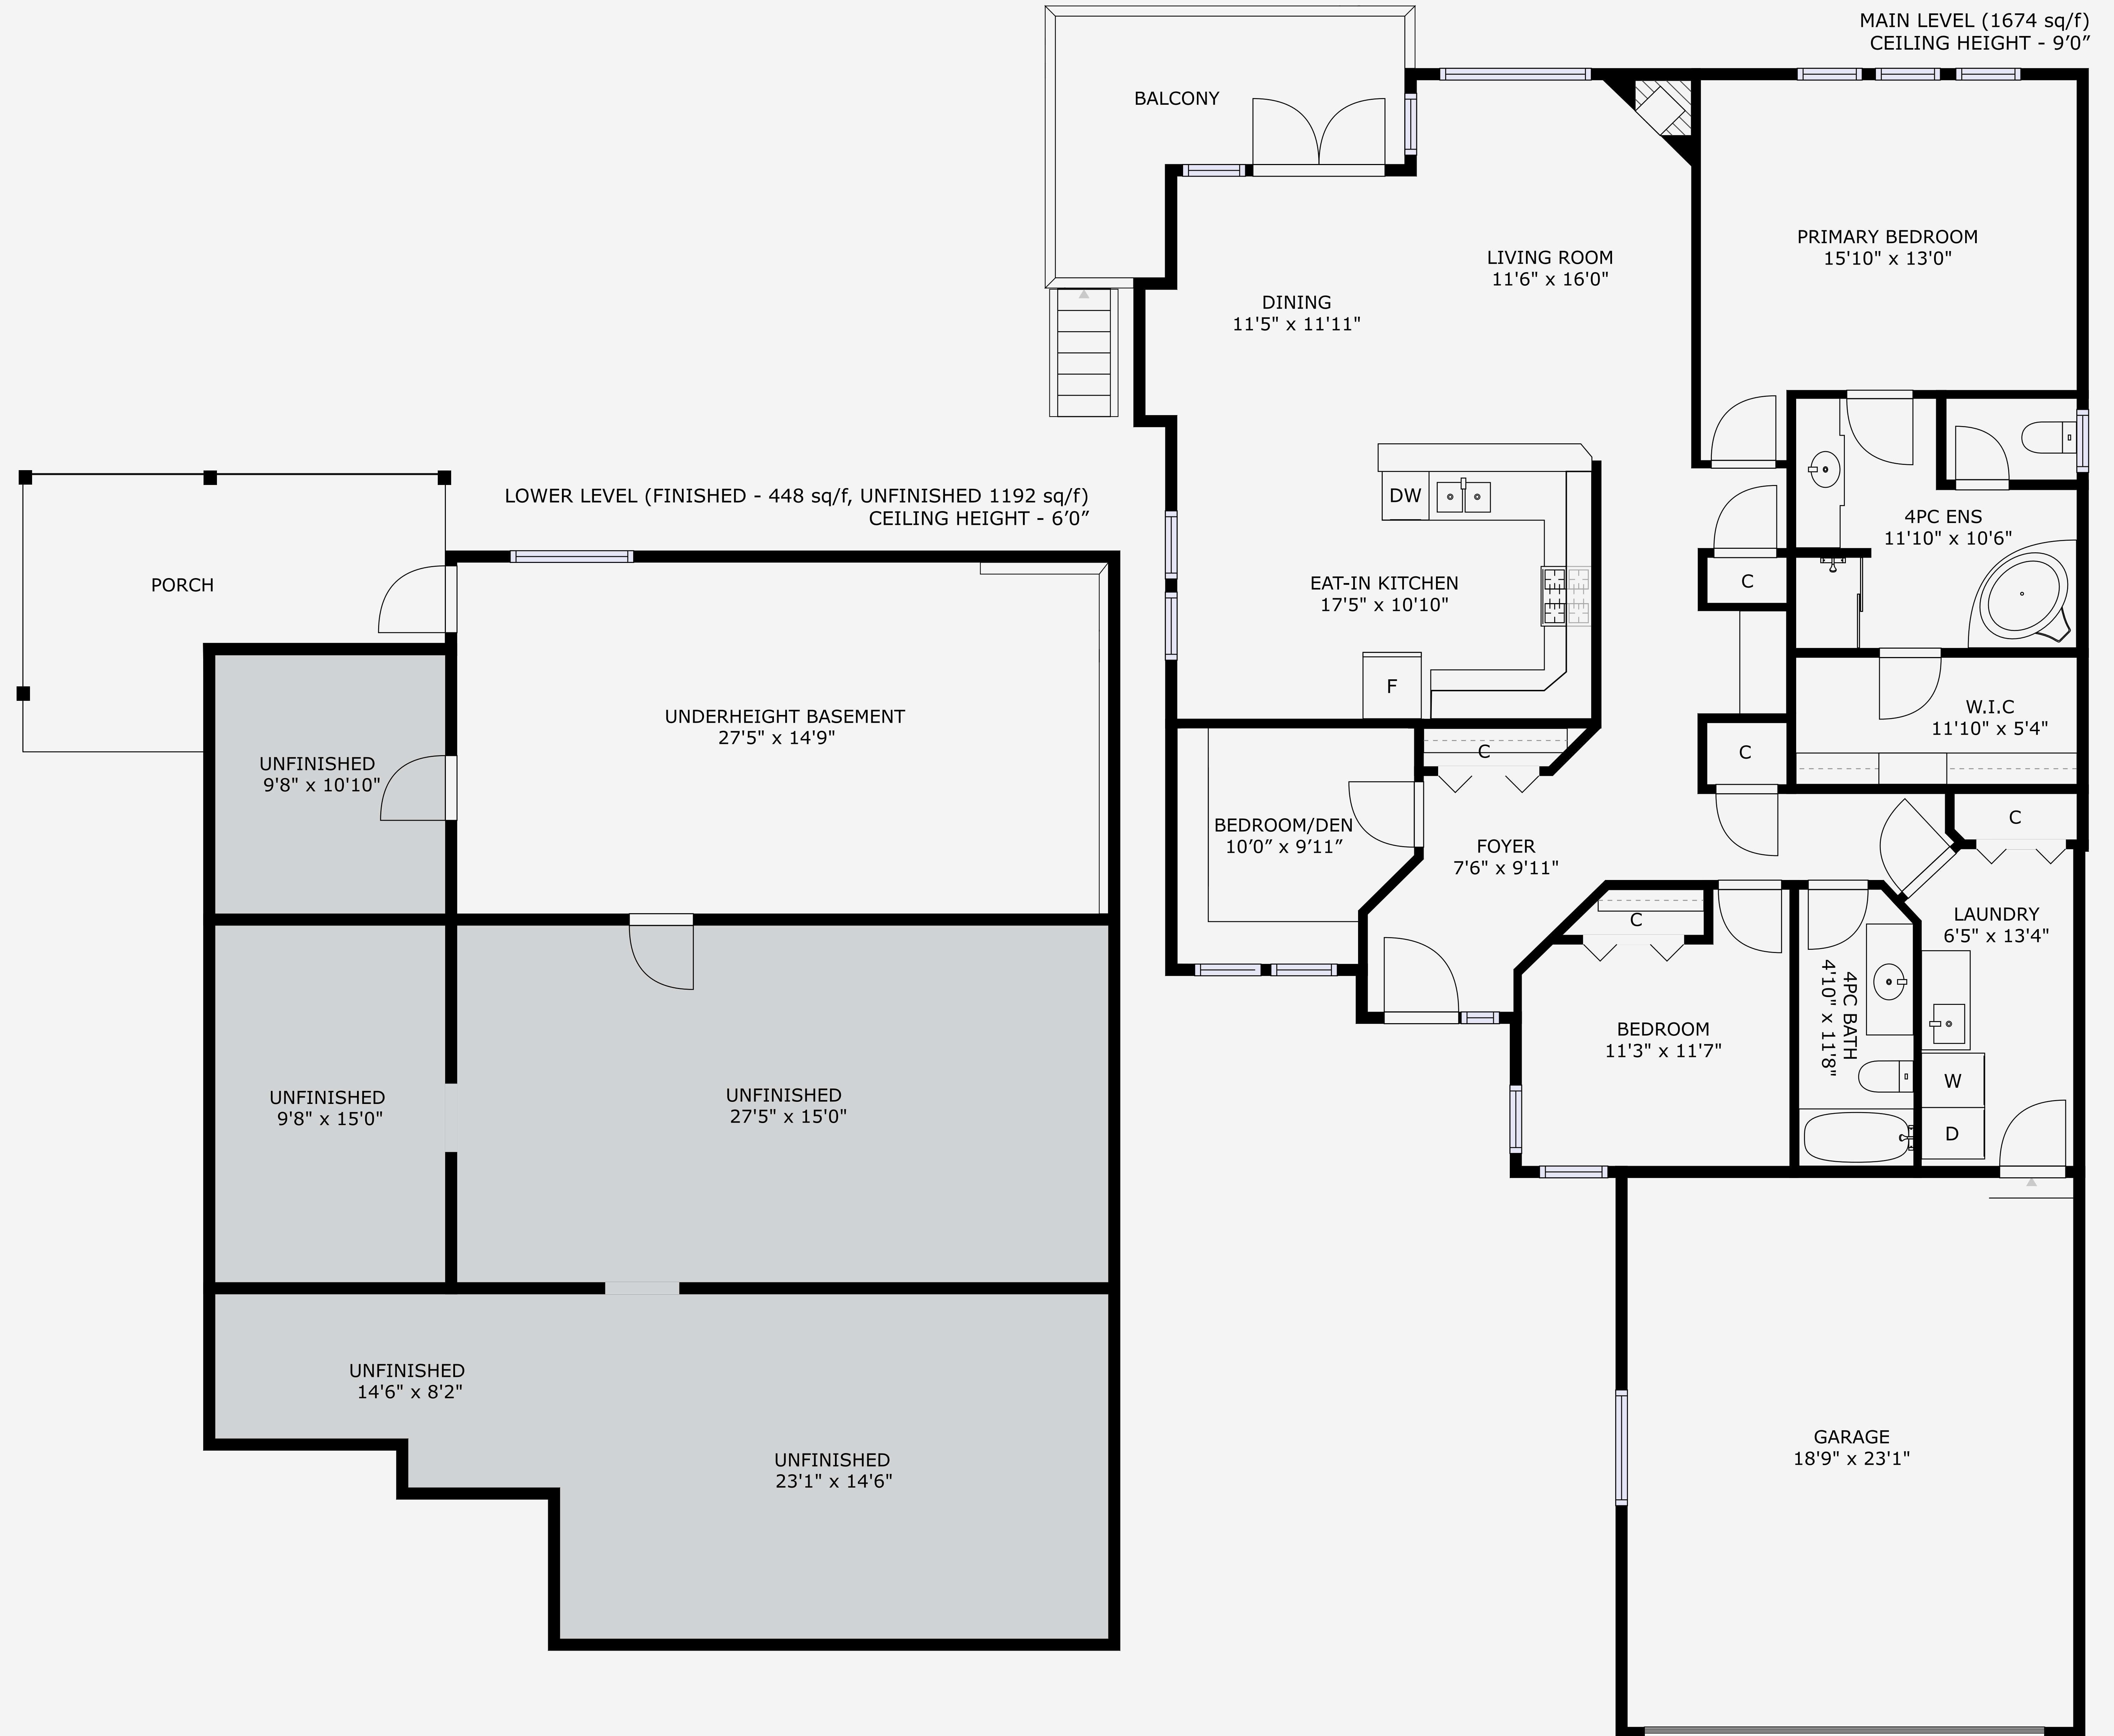 MAIN LEVEL (1674 sq/f)
CEILING HEIGHT - 9’0”
BALCONY
PRIMARY BEDROOM
15'10" x 13'0"
LIVING ROOM
11'6" x 16'0"
DINING
11'5" x 11'11"
DW
4PC ENS
11'10" x 10'6"
EAT-IN KITCHEN
17'5" x 10'10"
C
F
W.I.C
11'10" x 5'4"
C
C
C
BEDROOM/DEN
10’0” x 9’11”
FOYER
7'6" x 9'11"
C
LAUNDRY
6'5" x 13'4"
4PC BATH
4'10" x 11'8"
BEDROOM
11'3" x 11'7"
W
D
GARAGE
18'9" x 23'1"
LOWER LEVEL (FINISHED - 448 sq/f, UNFINISHED 1192 sq/f)
CEILING HEIGHT - 6’0”
PORCH
UNDERHEIGHT BASEMENT
27'5" x 14'9"
UNFINISHED
9'8" x 10'10"
UNFINISHED
9'8" x 15'0"
UNFINISHED
27'5" x 15'0"
UNFINISHED
14'6" x 8'2"
UNFINISHED
23'1" x 14'6"